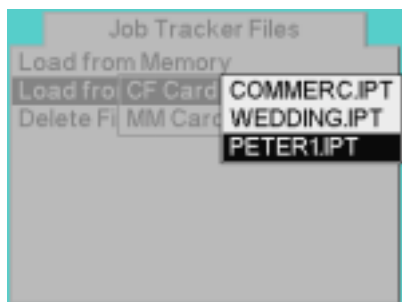 Job Tracker Files
Load from Memory
Load fro CF Card COMMERC.IPT
Delete Fi MM Card WEDDING.IPT
PETER1.IPT